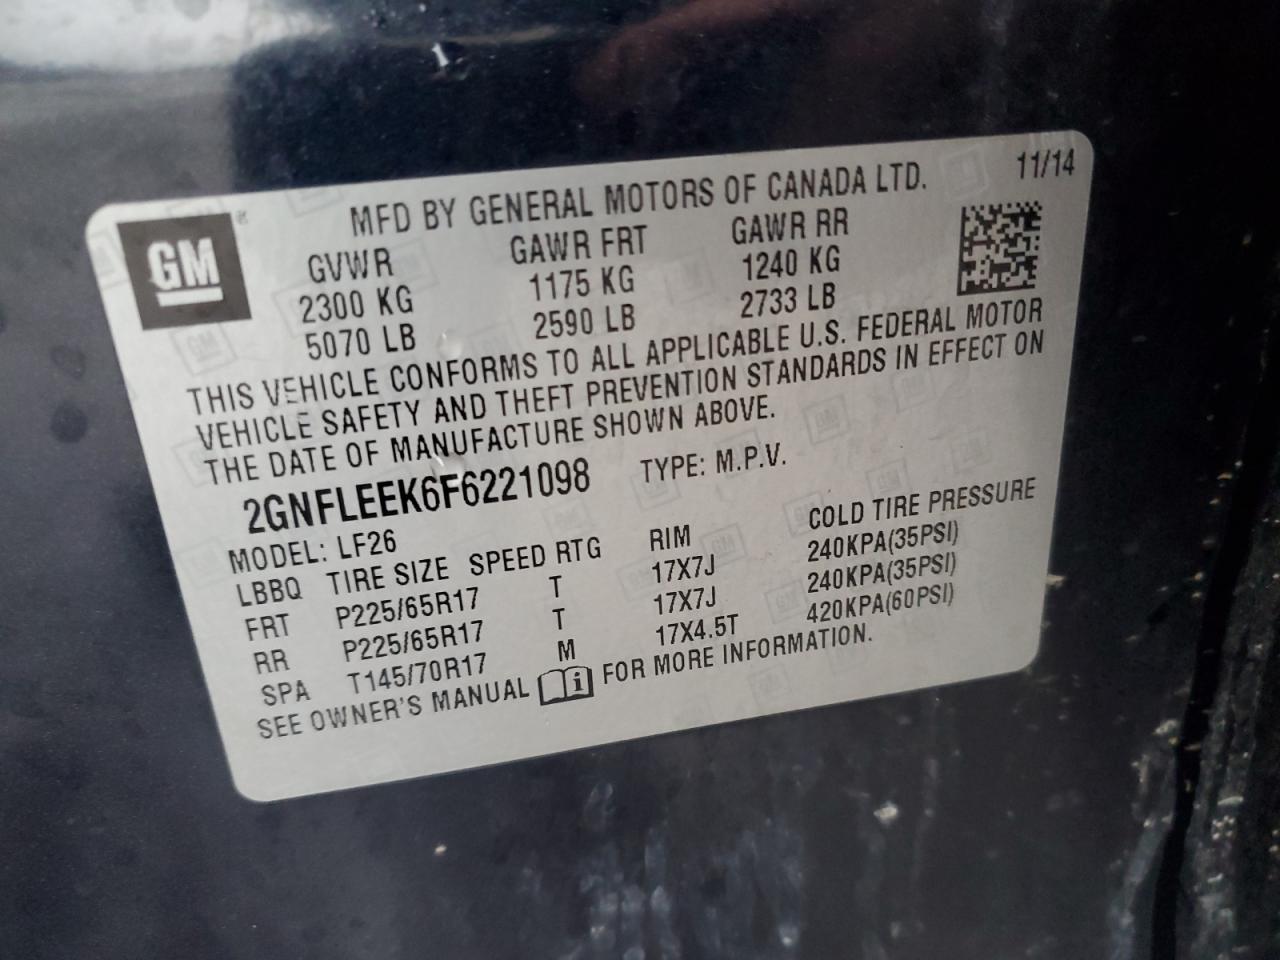 GM
MFD BY GENERAL MOTORS OF CANADA LTD. 11/14
GVWR GAWR FRT GAWR RR
2300 KG 1175 KG 1240 KG
5070 LB 2590 LB 2733 LB
THIS VEHICLE CONFORMS TO ALL APPLICABLE U.S. FEDERAL MOTOR
VEHICLE SAFETY AND THEFT PREVENTION STANDARDS IN EFFECT ON
THE DATE OF MANUFACTURE SHOWN ABOVE.
2GNFLEEK6F6221098 TYPE: M.P.V.
MODEL: LF26
LBBQ TIRE SIZE SPEED RTG RIM COLD TIRE PRESSURE
FRT P225/65R17 T 17X7J 240KPA(35PSI)
RR P225/65R17 T 17X7J 240KPA(35PSI)
SPA T145/70R17 M 17X4.5T 420KPA(60PSI)
SEE OWNER'S MANUAL i FOR MORE INFORMATION.